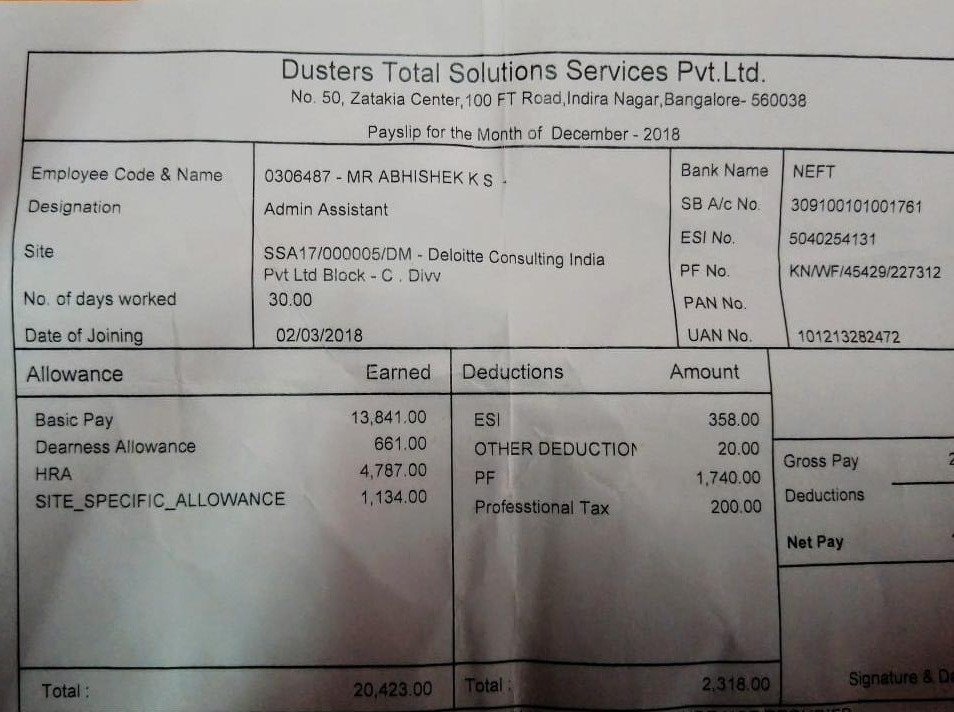 Dusters Total Solutions Services Pvt.Ltd.
No. 50, Zatakia Center,100 FT Road,Indira Nagar,Bangalore- 560038
Payslip for the Month of December - 2018
Employee Code & Name 0306487 - MR ABHISHEK K S . Bank Name NEFT
Designation Admin Assistant SB A/c No. 309100101001761
Site SSA17/000005/DM - Deloitte Consulting India ESI No. 5040254131
Pvt Ltd Block - C . Divv PF No. KN/WF/45429/227312
No. of days worked 30.00 PAN No.
Date of Joining 02/03/2018 UAN No. 101213282472
Allowance Earned Deductions Amount
Basic Pay 13,841.00 ESI 358.00
Dearness Allowance 661.00 OTHER DEDUCTION 20.00
HRA 4,787.00 PF 1,740.00 Gross Pay 2
SITE_SPECIFIC_ALLOWANCE 1,134.00 Professtional Tax 200.00 Deductions
Net Pay
Total : 20,423.00 Total : 2,318.00 Signature &